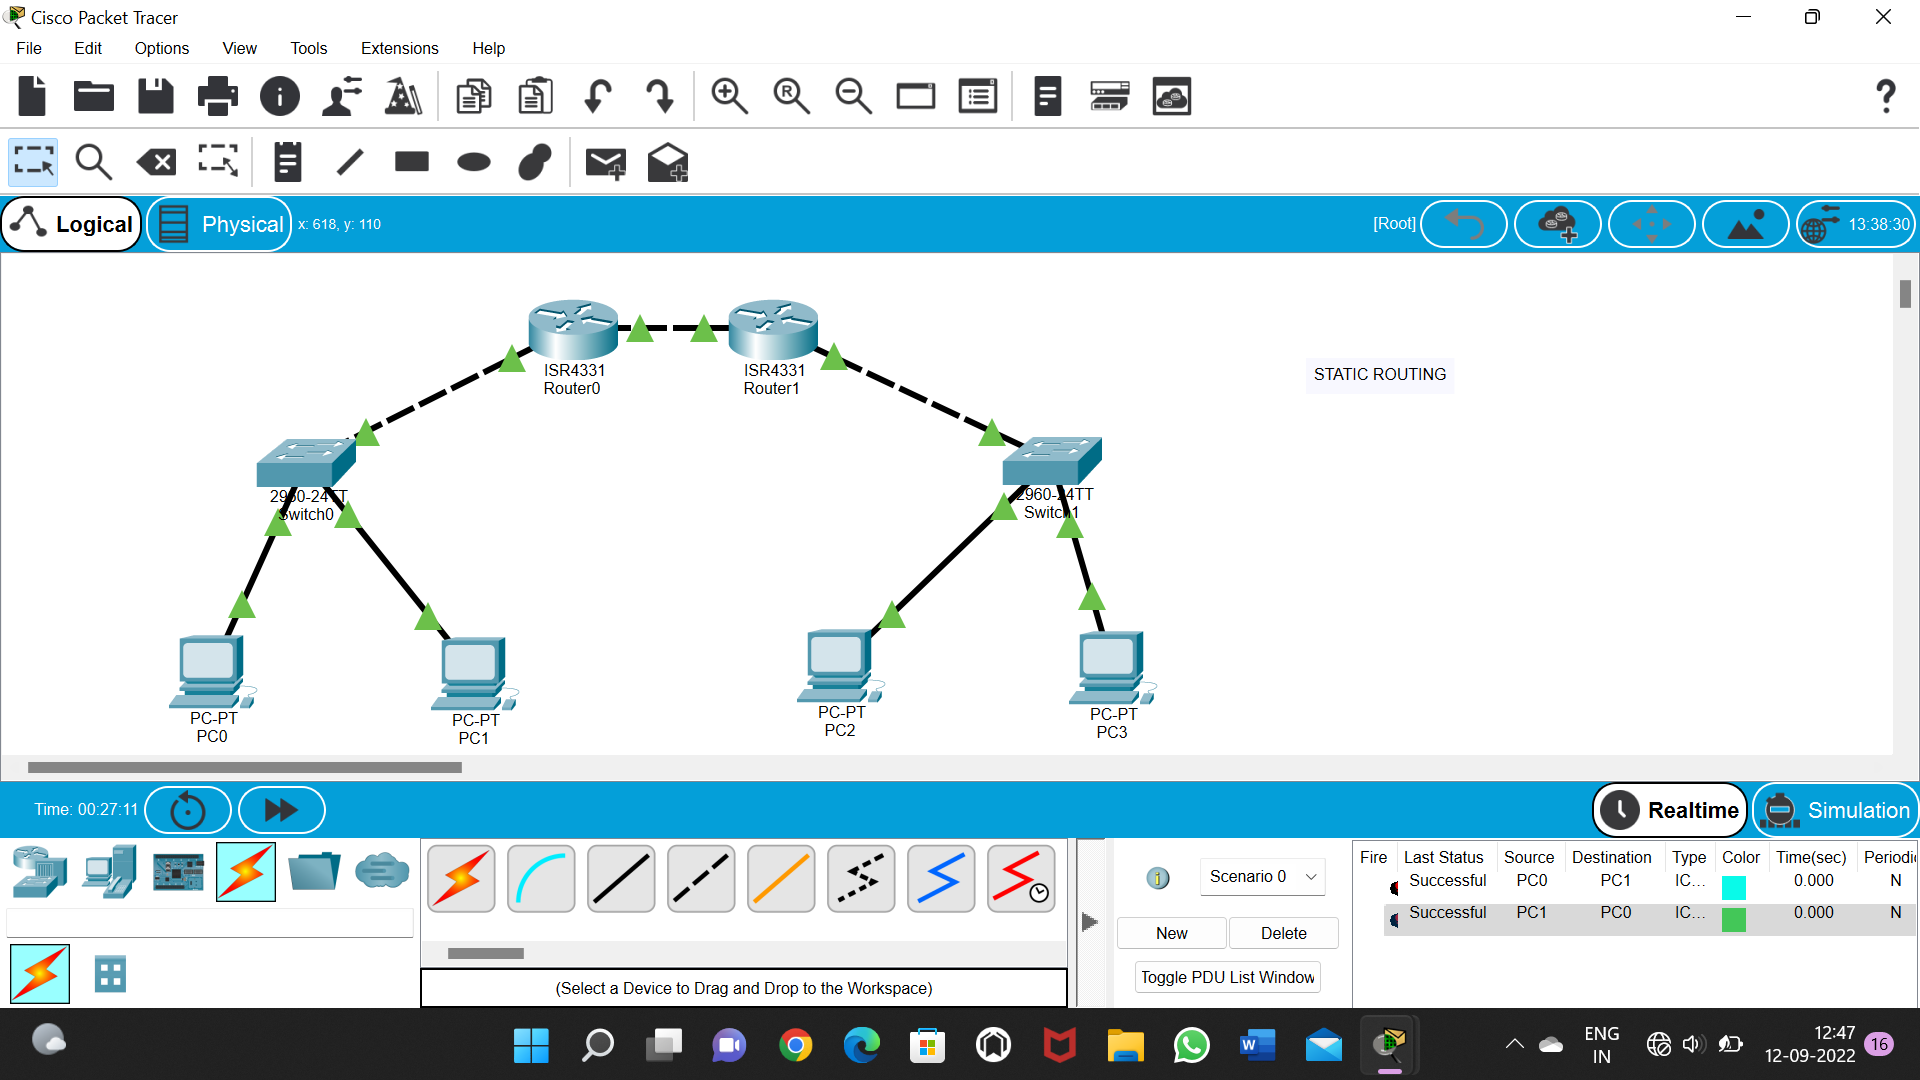 Cisco Packet Tracer
File Edit Options View Tools Extensions Help
R
Logical Physical x: 618, y: 110 [Root] 13:38:30
ISR4331
Router0
ISR4331
Router1
STATIC ROUTING
2960-24TT
Switch0
2960-24TT
Switch1
PC-PT
PC0
PC-PT
PC1
PC-PT
PC2
PC-PT
PC3
Time: 00:27:11 Realtime Simulation
Fire Last Status Source Destination Type Color Time(sec) Periodic
Successful PC0 PC1 IC... 0.000 N
Successful PC1 PC0 IC... 0.000 N
Scenario 0
New Delete
Toggle PDU List Window
(Select a Device to Drag and Drop to the Workspace)
ENG
IN
12:47
12-09-2022
16